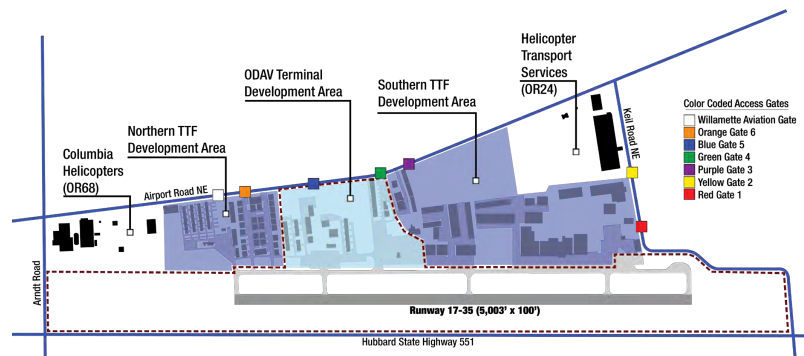 Helicopter
Transport
Services
(OR24)
ODAV Terminal
Development Area
Southern TTF
Development Area
Northern TTF
Development Area
Columbia
Helicopters
(OR68)
Airport Road NE
Keil Road NE
Arndt Road
Color Coded Access Gates
Willamette Aviation Gate
Orange Gate 6
Blue Gate 5
Green Gate 4
Purple Gate 3
Yellow Gate 2
Red Gate 1
Runway 17-35 (5,003' x 100')
Hubbard State Highway 551